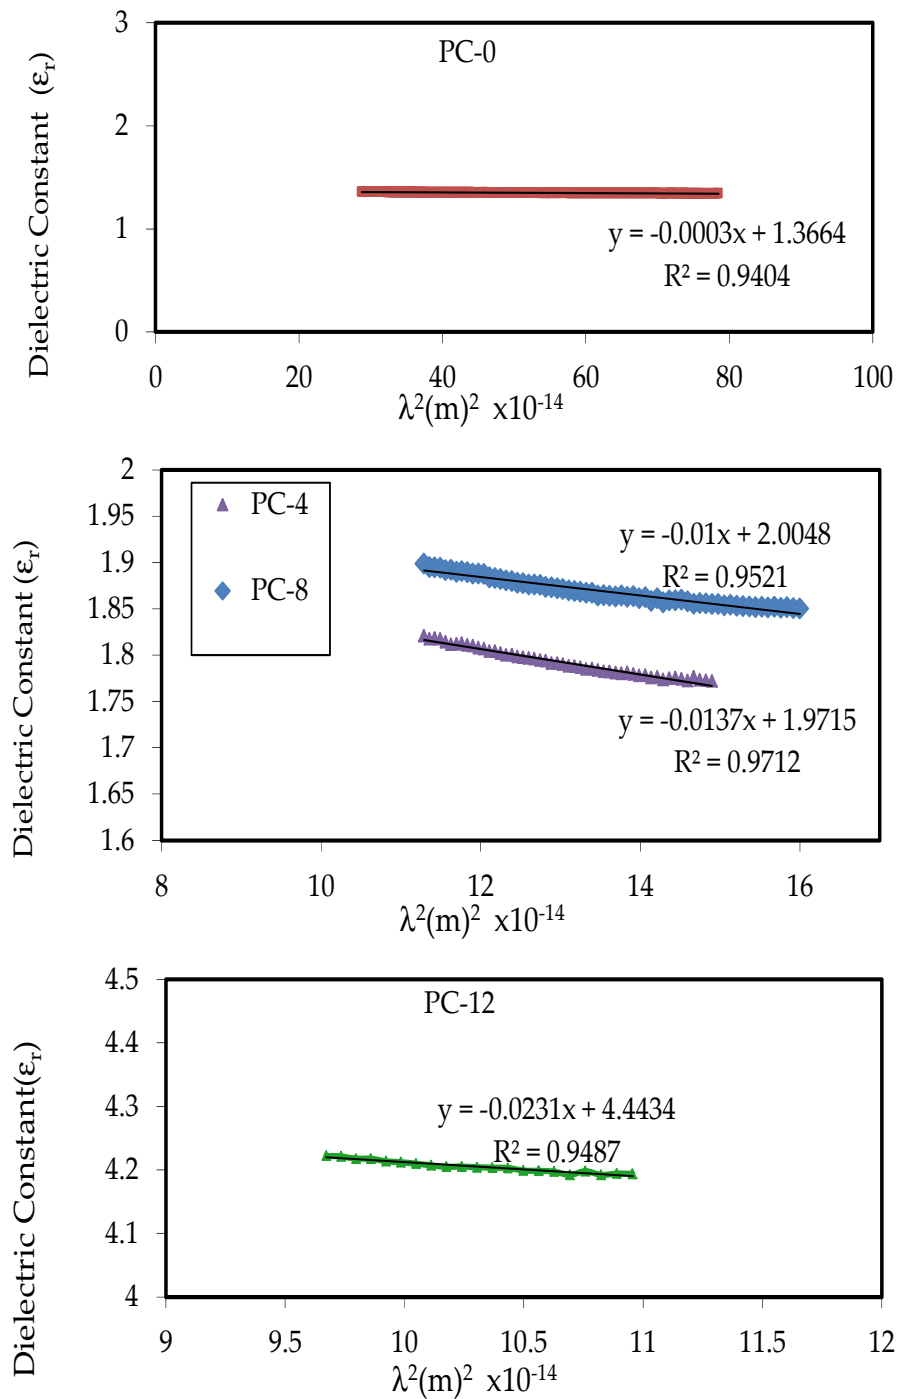 Dielectric Constant (εr)
3
2
1
0
PC-0
y = -0.0003x + 1.3664
R² = 0.9404
0 20 40 60 80 100
λ²(m)² x10⁻¹⁴
Dielectric Constant (εr)
2
1.95
1.9
1.85
1.8
1.75
1.7
1.65
1.6
PC-4
PC-8
y = -0.01x + 2.0048
R² = 0.9521
y = -0.0137x + 1.9715
R² = 0.9712
8 10 12 14 16
λ²(m)² x10⁻¹⁴
Dielectric Constant(εr)
4.5
4.4
4.3
4.2
4.1
4
PC-12
y = -0.0231x + 4.4434
R² = 0.9487
9 9.5 10 10.5 11 11.5 12
λ²(m)² x10⁻¹⁴